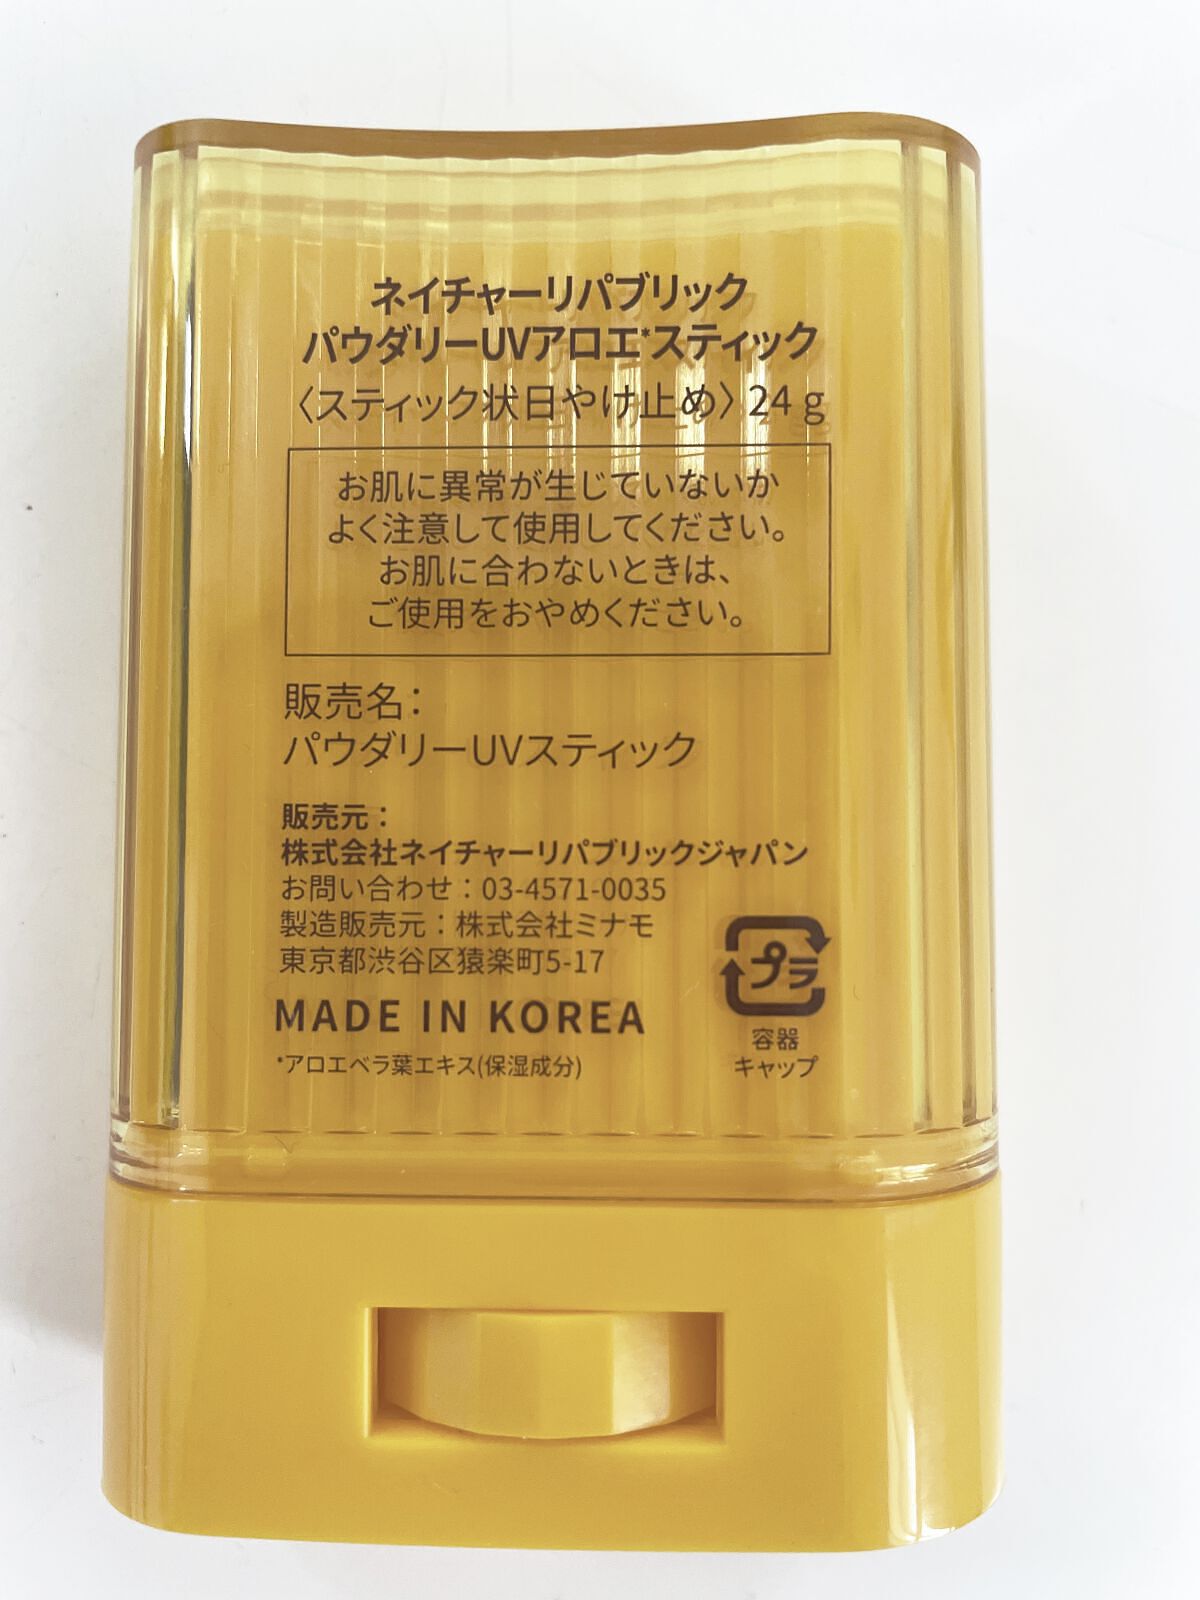 ネイチャーリパブリック
パウダリーUVアロエ*スティック
〈スティック状日やけ止め〉24 g
お肌に異常が生じていないか
よく注意して使用してください。
お肌に合わないときは、
ご使用をおやめください。
販売名：
パウダリーUVスティック
販売元：
株式会社ネイチャーリパブリックジャパン
お問い合わせ：03-4571-0035
製造販売元：株式会社ミナモ
東京都渋谷区猿楽町5-17
MADE IN KOREA
*アロエベラ葉エキス(保湿成分)
プラ
容器
キャップ